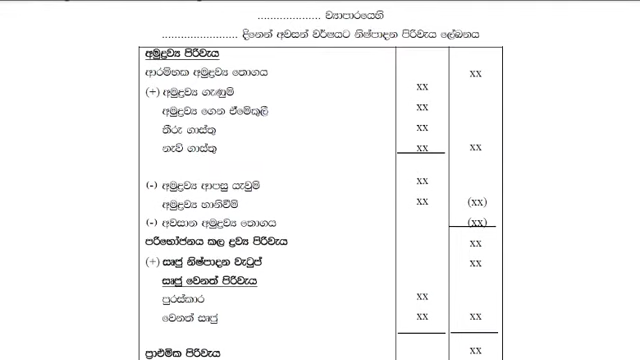 .................... ව්‍යාපාරයෙහි
........................ දිනෙන් අවසන් වර්ෂයට නිෂ්පාදන පිරිවැය ලේඛනය
අමුද්‍රව්‍ය පිරිවැය
ආරම්භක අමුද්‍රව්‍ය තොගය xx
(+) අමුද්‍රව්‍ය ගැණුම් xx
අමුද්‍රව්‍ය ගෙන ඒමේකුලී xx
තීරු ගාස්තු xx
නැව් ගාස්තු xx xx
(-) අමුද්‍රව්‍ය ආපසු යැවුම් xx
අමුද්‍රව්‍ය හානිවීම් xx (xx)
(-) අවසාන අමුද්‍රව්‍ය තොගය (xx)
පරිභෝජනය කල ද්‍රව්‍ය පිරිවැය xx
(+) සෘජු නිෂ්පාදන වැටුප් xx
සෘජු වෙනත් පිරිවැය
පුරස්කාර xx
වෙනත් සෘජු xx xx
ප්‍රාථමික පිරිවැය xx